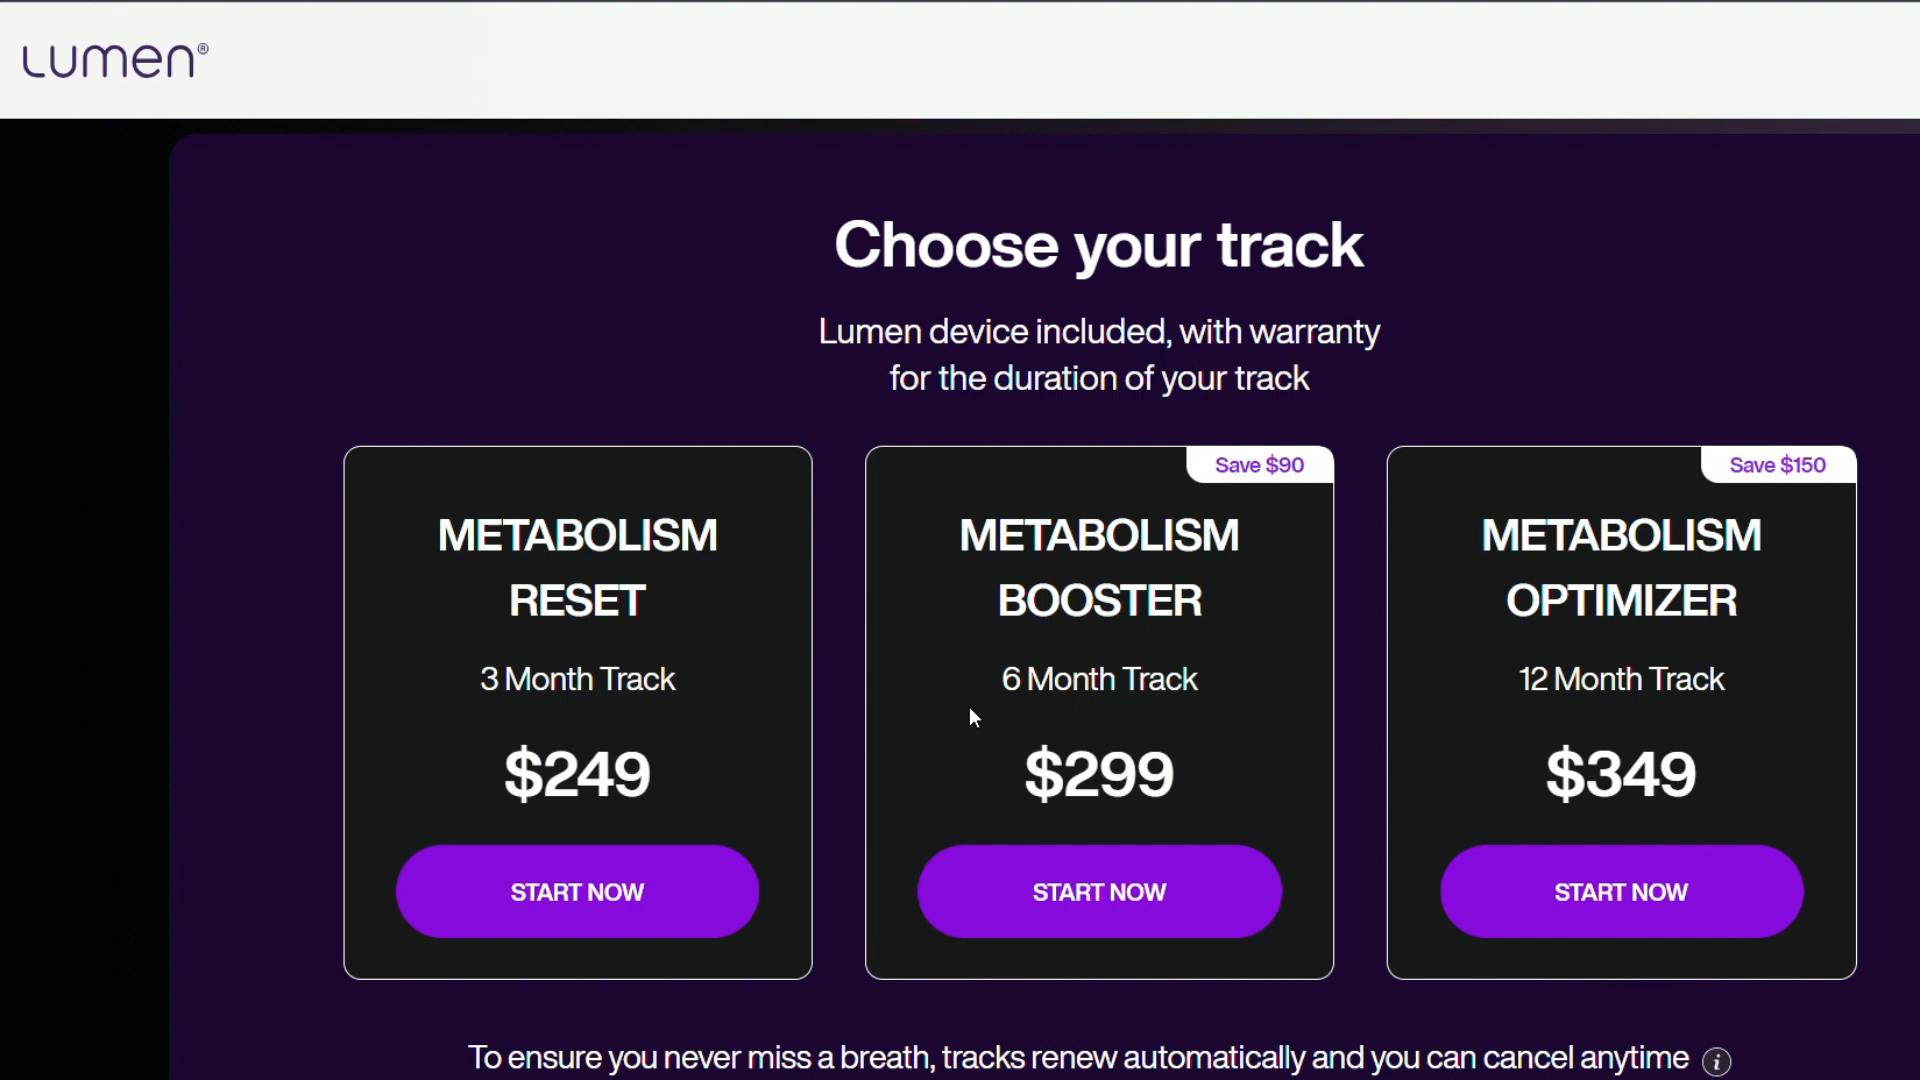 Lumen®
Choose your track
Lumen device included, with warranty
for the duration of your track
Save $90
Save $150
METABOLISM
RESET
3 Month Track
$249
START NOW
METABOLISM
BOOSTER
6 Month Track
$299
START NOW
METABOLISM
OPTIMIZER
12 Month Track
$349
START NOW
To ensure you never miss a breath, tracks renew automatically and you can cancel anytime i